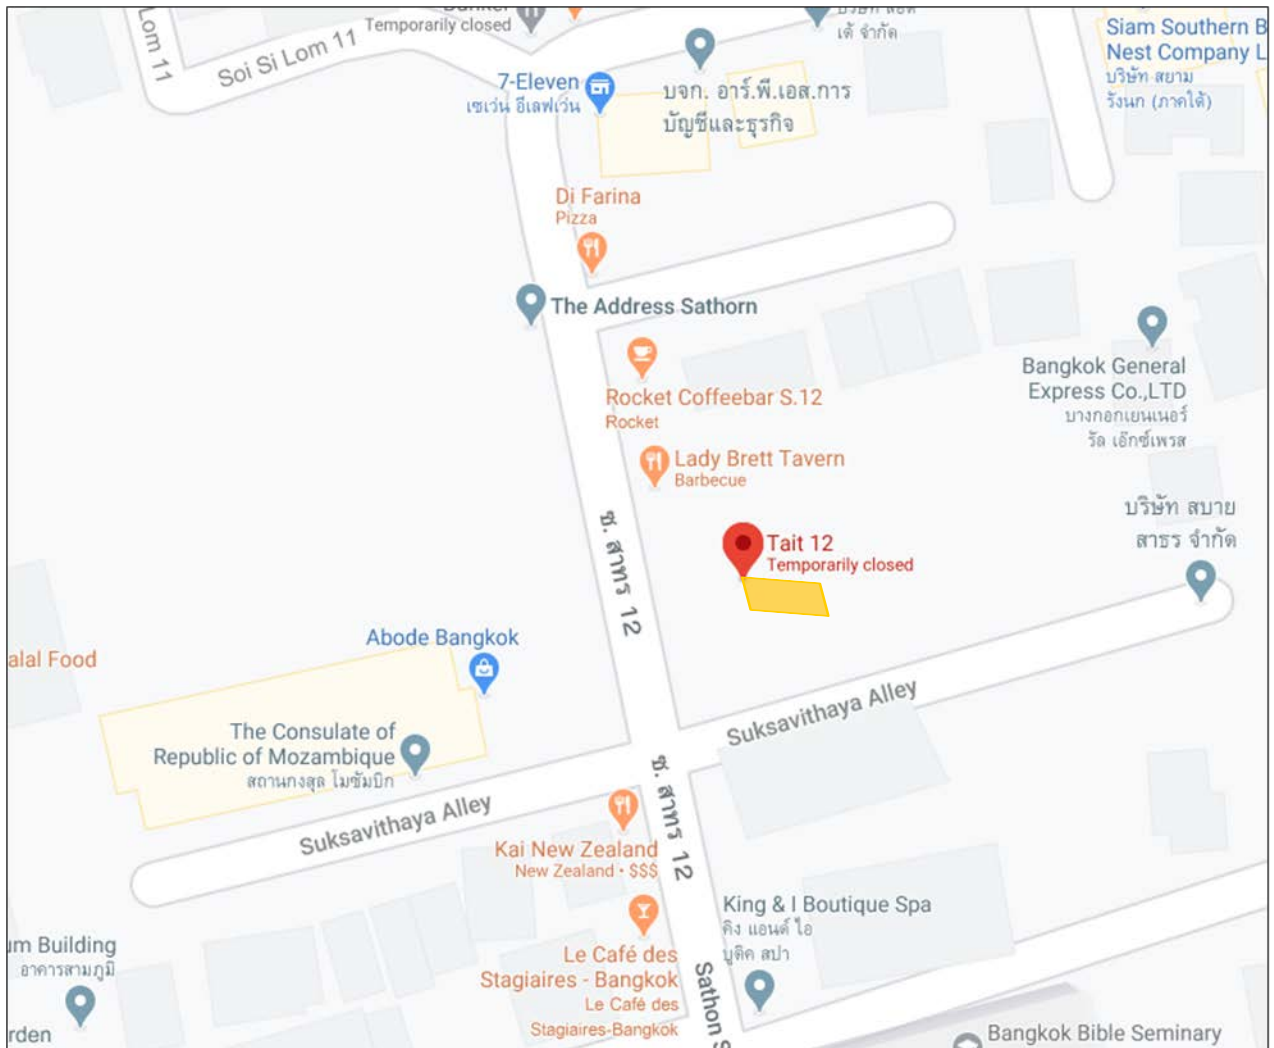 Temporarily closed
Lom 11
Soi Si Lom 11
เด้ จำกัด
Siam Southern B
Nest Company L
บริษัท สยาม
รังนก (ภาคใต้)
7-Eleven
เซเว่น อีเลฟเว่น
บจก. อาร์.พี.เอส.การ
บัญชีและธุรกิจ
Di Farina
Pizza
The Address Sathorn
Rocket Coffeebar S.12
Rocket
Bangkok General
Express Co.,LTD
บางกอกเยนเนอร์
รัล เอ๊กซ์เพรส
Lady Brett Tavern
Barbecue
บริษัท สบาย
สาธร จำกัด
ซ. สาทร 12
Tait 12
Temporarily closed
Abode Bangkok
alal Food
Suksavithaya Alley
The Consulate of
Republic of Mozambique
สถานกงสุล โมซัมบิก
ซ. สาทร 12
Suksavithaya Alley
Kai New Zealand
New Zealand • $$$
King & I Boutique Spa
คิง แอนด์ ไอ
บูติค สปา
um Building
อาคารสามภูมิ
Le Café des
Stagiaires - Bangkok
Le Café des
Stagiaires-Bangkok
Sathon S
rden
Bangkok Bible Seminary